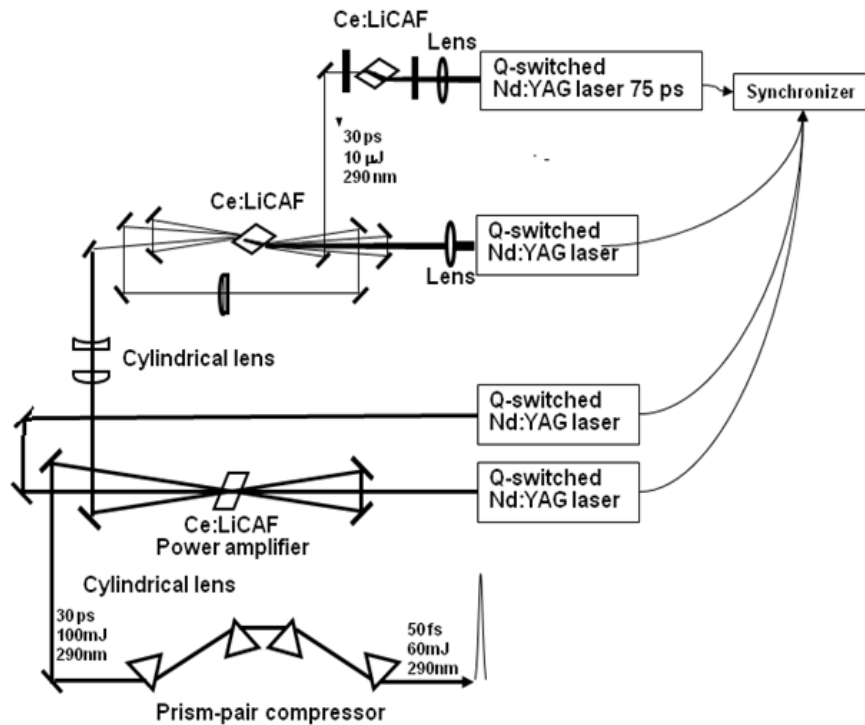 Ce:LiCAF
Lens
Q-switched
Nd:YAG laser 75 ps
Synchronizer
30 ps
10 μJ
290 nm
Ce:LiCAF
Q-switched
Nd:YAG laser
Lens
Cylindrical lens
Q-switched
Nd:YAG laser
Q-switched
Nd:YAG laser
Ce:LiCAF
Power amplifier
Cylindrical lens
30 ps
100mJ
290nm
50 fs
60mJ
290nm
Prism-pair compressor